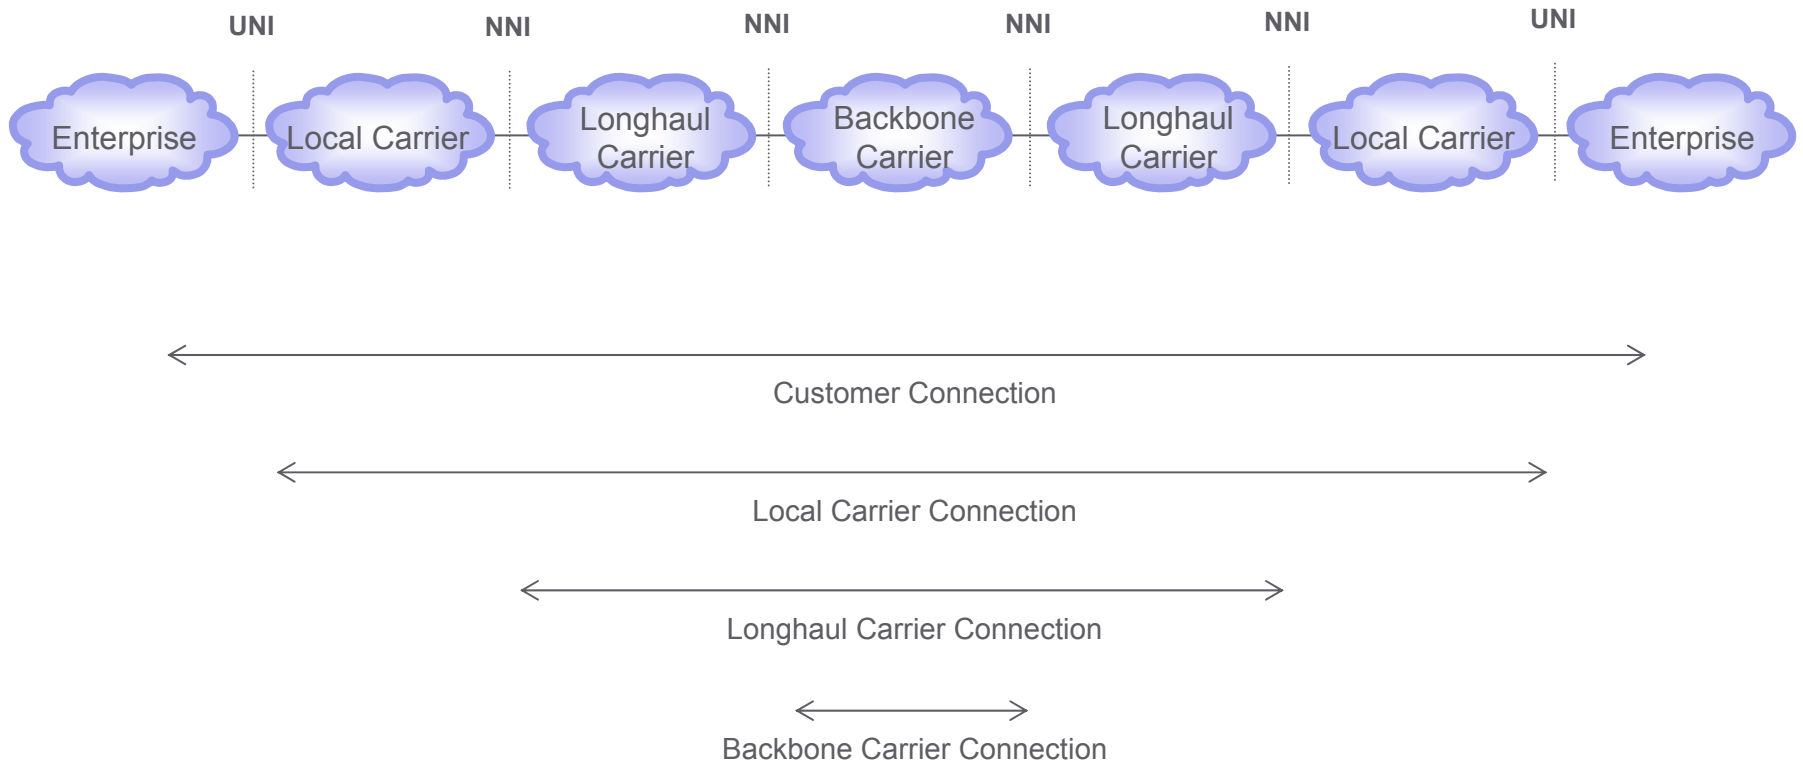 UNI NNI NNI NNI NNI UNI
Enterprise
Local Carrier
Longhaul
Carrier
Backbone
Carrier
Longhaul
Carrier
Local Carrier
Enterprise
Customer Connection
Local Carrier Connection
Longhaul Carrier Connection
Backbone Carrier Connection